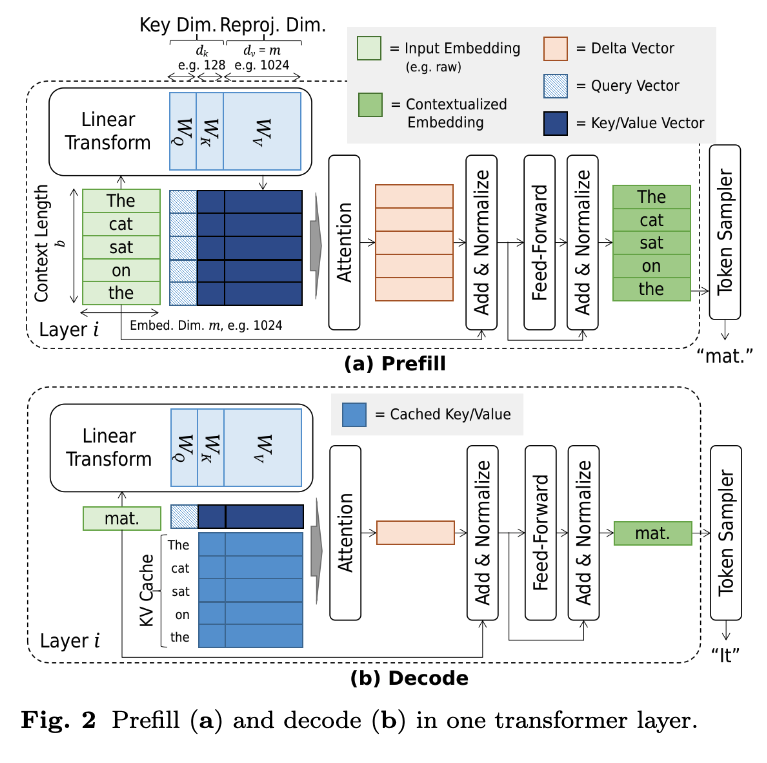 Key Dim. Reproj. Dim.
dₖ dᵥ = m
e.g. 128 e.g. 1024
= Input Embedding
(e.g. raw)
= Contextualized
Embedding
= Delta Vector
= Query Vector
= Key/Value Vector
Linear
Transform
W_Q W_K W_V
Context Length
b
The
cat
sat
on
the
Layer i
Embed. Dim. m, e.g. 1024
Attention
Add & Normalize
Feed-Forward
Add & Normalize
The
cat
sat
on
the
Token Sampler
“mat.”
(a) Prefill
Linear
Transform
W_Q W_K W_V
= Cached Key/Value
mat.
KV Cache
The
cat
sat
on
the
Layer i
Attention
Add & Normalize
Feed-Forward
Add & Normalize
mat.
Token Sampler
“It”
(b) Decode
Fig. 2 Prefill (a) and decode (b) in one transformer layer.